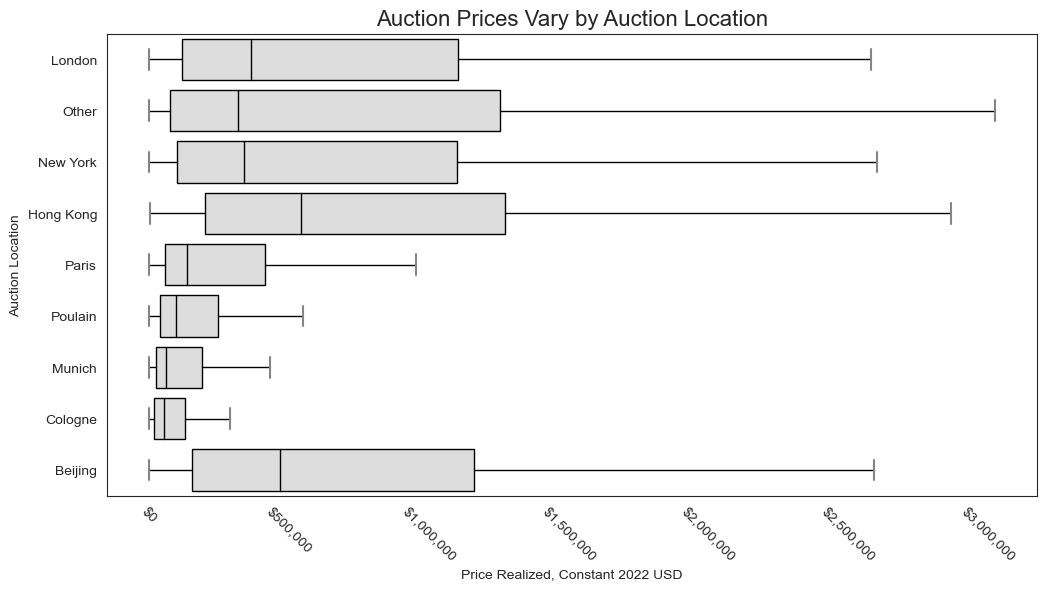 Auction Prices Vary by Auction Location
London
Other
New York
Hong Kong
Paris
Poulain
Munich
Cologne
Beijing
Auction Location
$0
$500,000
$1,000,000
$1,500,000
$2,000,000
$2,500,000
$3,000,000
Price Realized, Constant 2022 USD